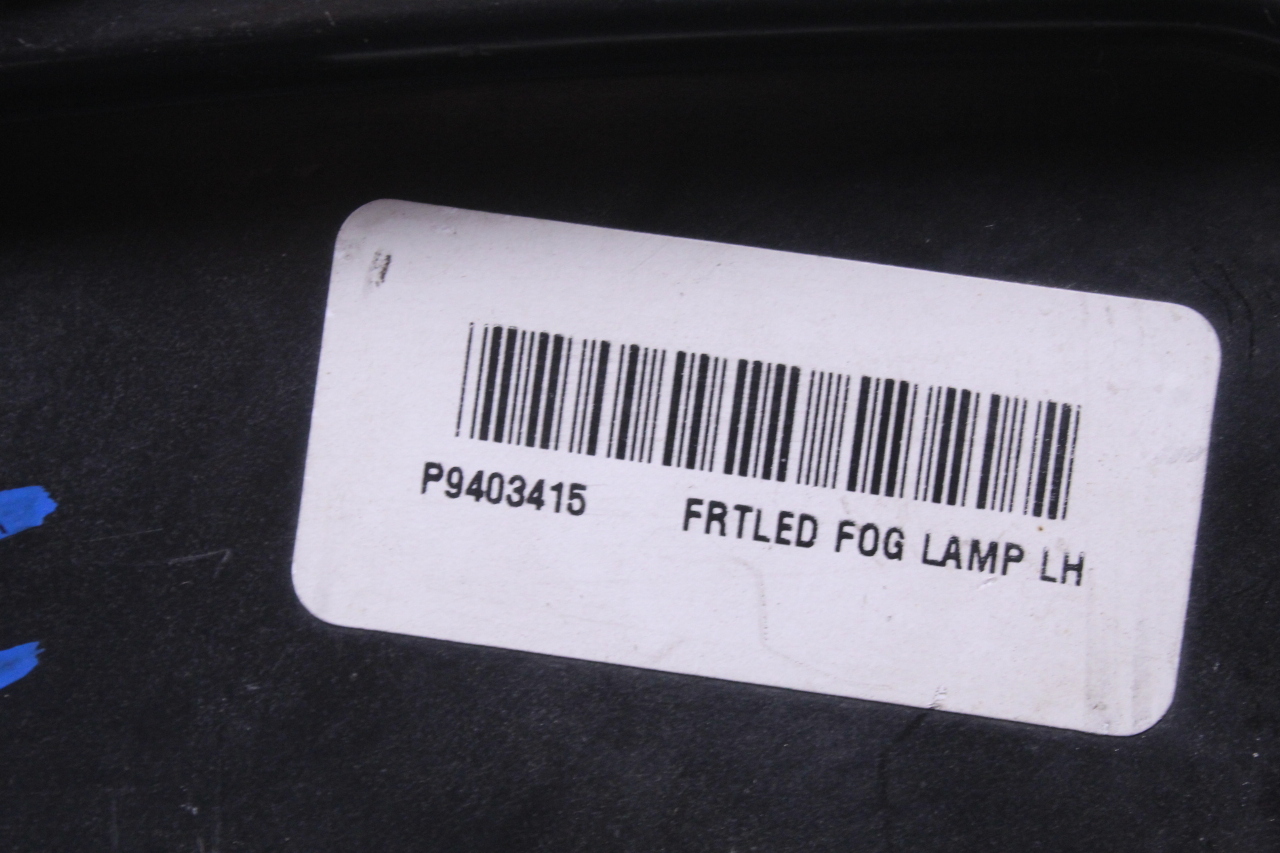 P9403415 FRTLED FOG LAMP LH